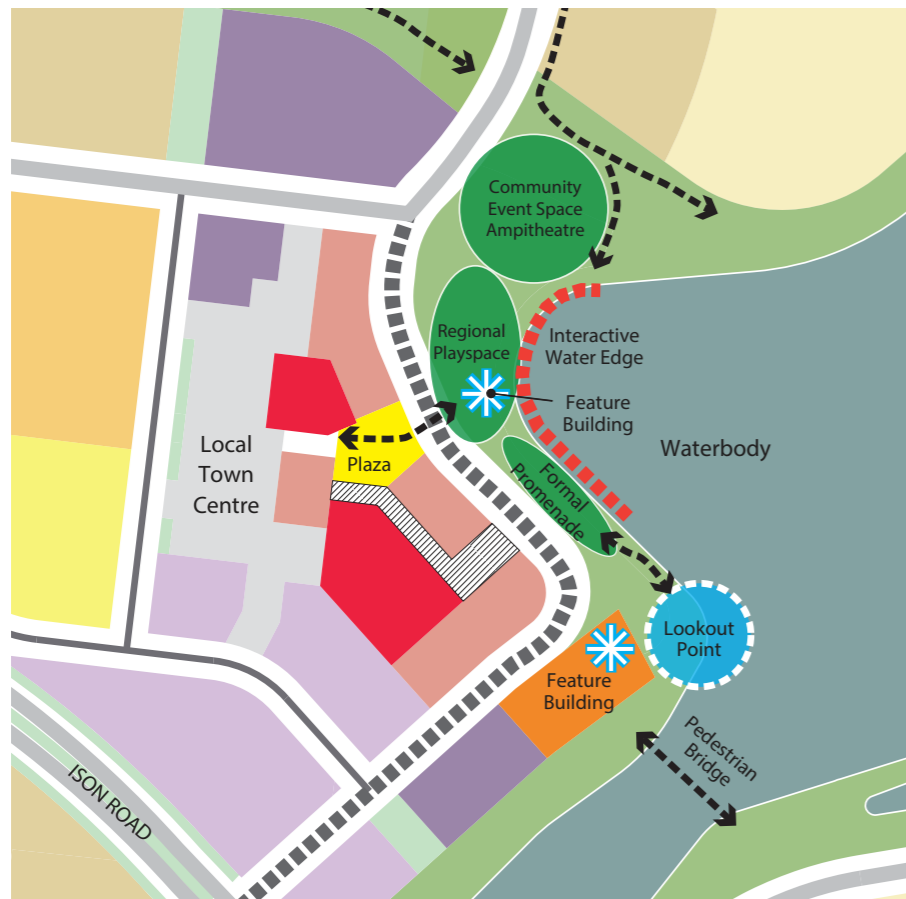 Community
Event Space
Ampitheatre
Regional
Playspace
Interactive
Water Edge
Feature
Building
Waterbody
Plaza
Local
Town
Centre
Formal
Promenade
Lookout
Point
Feature
Building
Pedestrian
Bridge
ISON ROAD